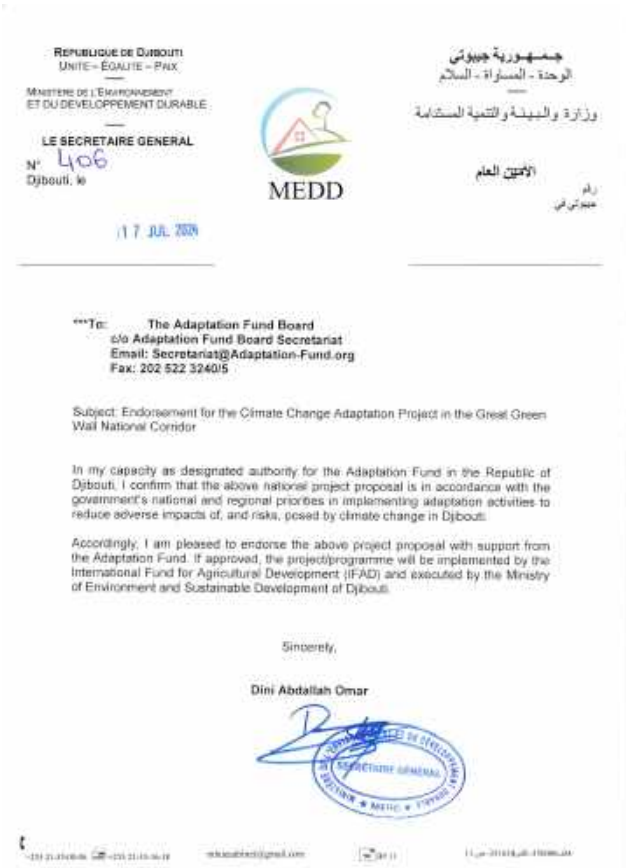 REPUBLIQUE DE DJIBOUTI
UNITE – ÉGALITE – PAIX
MINISTERE DE L'ENVIRONNEMENT
ET DU DEVELOPPEMENT DURABLE
LE SECRETAIRE GENERAL
N° 406
Djibouti, le
17 JUL. 2024
MEDD
جـمـهـوريـة جيبوتي
الوحدة - المساواة - السلام
وزارة والـبـيئـة والتنمية المستدامة
الأمين العام
رقم
جيبوتي في
***To: The Adaptation Fund Board
c/o Adaptation Fund Board Secretariat
Email: Secretariat@Adaptation-Fund.org
Fax: 202 522 3240/5
Subject: Endorsement for the Climate Change Adaptation Project in the Great Green
Wall National Corridor
In my capacity as designated authority for the Adaptation Fund in the Republic of
Djibouti, I confirm that the above national project proposal is in accordance with the
government's national and regional priorities in implementing adaptation activities to
reduce adverse impacts of, and risks, posed by climate change in Djibouti.
Accordingly, I am pleased to endorse the above project proposal with support from
the Adaptation Fund. If approved, the project/programme will be implemented by the
International Fund for Agricultural Development (IFAD) and executed by the Ministry
of Environment and Sustainable Development of Djibouti.
Sincerely,
Dini Abdallah Omar
SECRETAIRE GENERAL